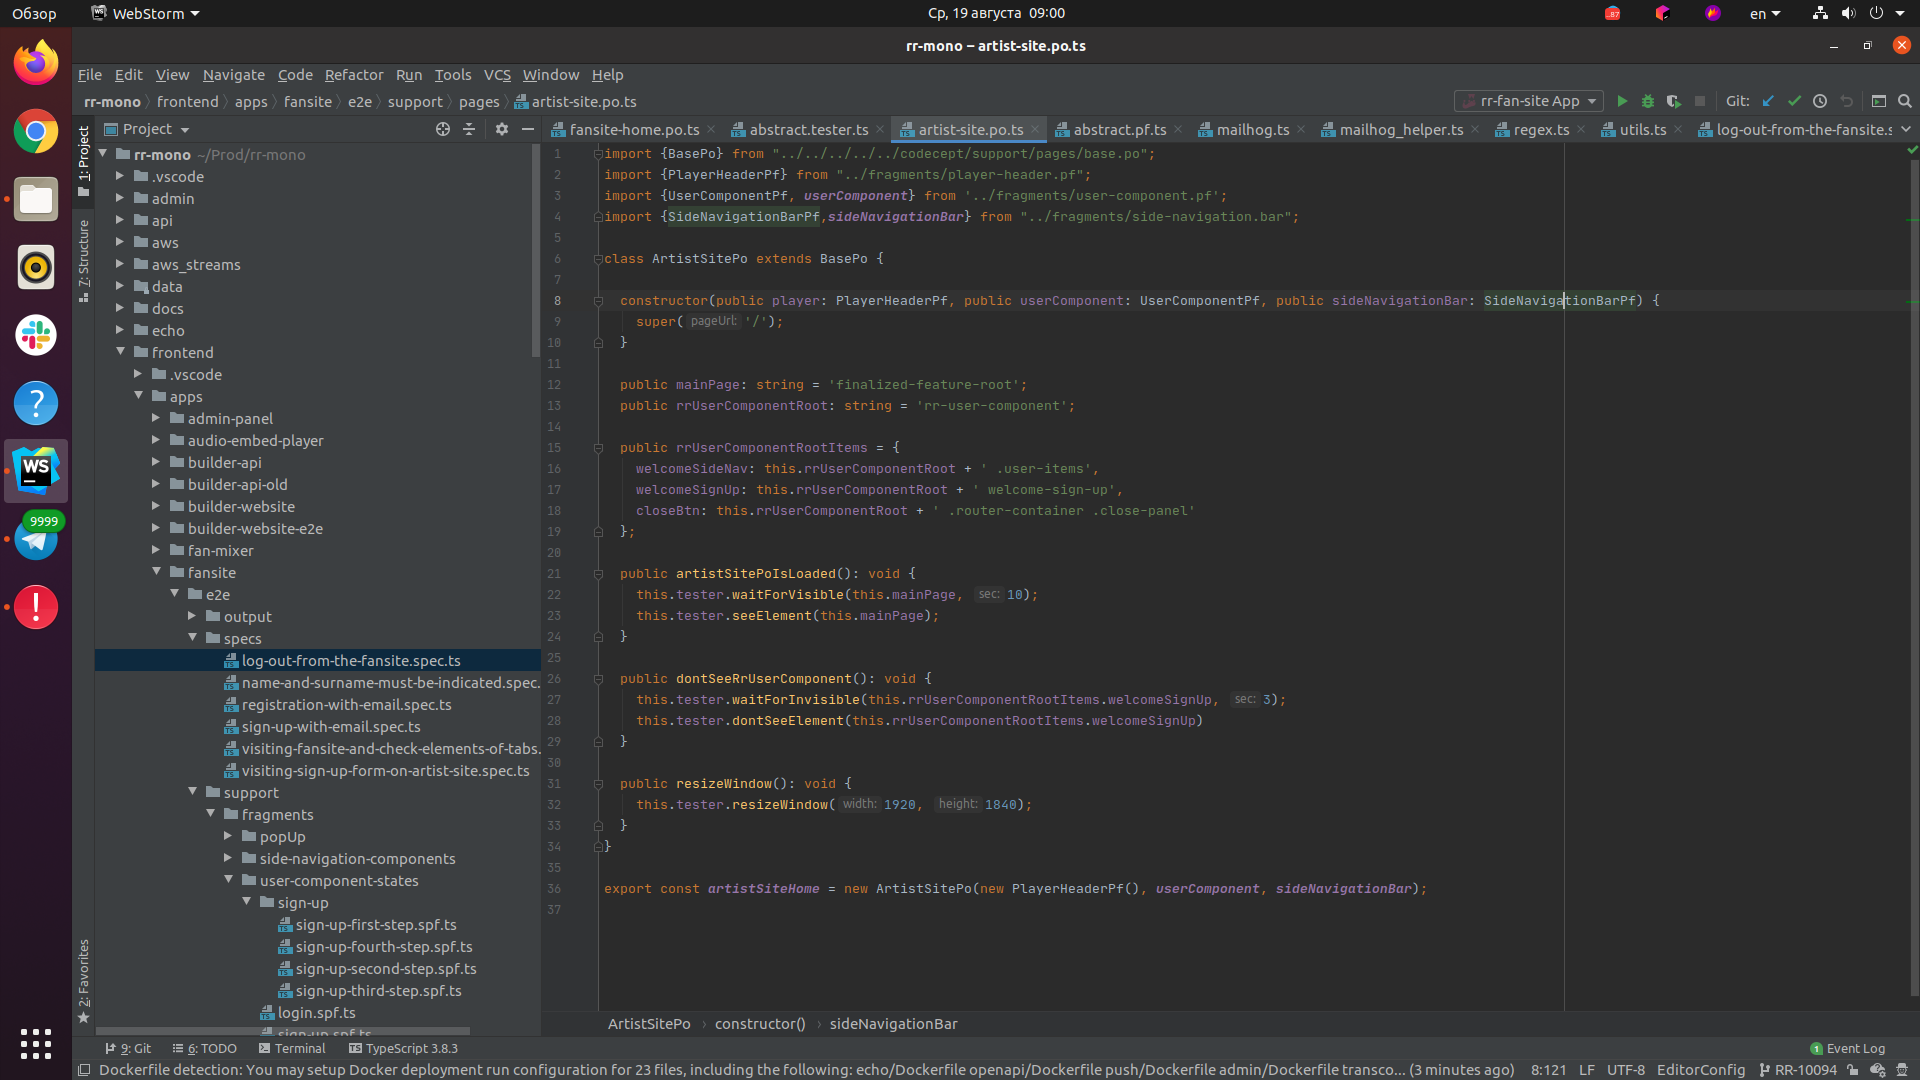 Обзор
WebStorm
Ср, 19 августа 09:00
87
en
rr-mono – artist-site.po.ts
File Edit View Navigate Code Refactor Run Tools VCS Window Help
rr-mono frontend apps fansite e2e support pages artist-site.po.ts
rr-fan-site App
Git:
Project
fansite-home.po.ts
abstract.tester.ts
artist-site.po.ts
abstract.pf.ts
mailhog.ts
mailhog_helper.ts
regex.ts
utils.ts
log-out-from-the-fansite.s
1: Project
7: Structure
2: Favorites
9999
WS
rr-mono ~/Prod/rr-mono
.vscode
admin
api
aws
aws_streams
data
docs
echo
frontend
.vscode
apps
admin-panel
audio-embed-player
builder-api
builder-api-old
builder-website
builder-website-e2e
fan-mixer
fansite
e2e
output
specs
log-out-from-the-fansite.spec.ts
name-and-surname-must-be-indicated.spec.
registration-with-email.spec.ts
sign-up-with-email.spec.ts
visiting-fansite-and-check-elements-of-tabs.
visiting-sign-up-form-on-artist-site.spec.ts
support
fragments
popUp
side-navigation-components
user-component-states
sign-up
sign-up-first-step.spf.ts
sign-up-fourth-step.spf.ts
sign-up-second-step.spf.ts
sign-up-third-step.spf.ts
login.spf.ts
sign-up.spf.ts
1 import {BasePo} from "../../../../../codecept/support/pages/base.po";
2 import {PlayerHeaderPf} from "../fragments/player-header.pf";
3 import {UserComponentPf, userComponent} from '../fragments/user-component.pf';
4 import {SideNavigationBarPf,sideNavigationBar} from "../fragments/side-navigation.bar";
5
6 class ArtistSitePo extends BasePo {
7
8 constructor(public player: PlayerHeaderPf, public userComponent: UserComponentPf, public sideNavigationBar: SideNavigationBarPf) {
9 super( pageUrl: '/');
10 }
11
12 public mainPage: string = 'finalized-feature-root';
13 public rrUserComponentRoot: string = 'rr-user-component';
14
15 public rrUserComponentRootItems = {
16 welcomeSideNav: this.rrUserComponentRoot + ' .user-items',
17 welcomeSignUp: this.rrUserComponentRoot + ' welcome-sign-up',
18 closeBtn: this.rrUserComponentRoot + ' .router-container .close-panel'
19 };
20
21 public artistSitePoIsLoaded(): void {
22 this.tester.waitForVisible(this.mainPage, sec: 10);
23 this.tester.seeElement(this.mainPage);
24 }
25
26 public dontSeeRrUserComponent(): void {
27 this.tester.waitForInvisible(this.rrUserComponentRootItems.welcomeSignUp, sec: 3);
28 this.tester.dontSeeElement(this.rrUserComponentRootItems.welcomeSignUp)
29 }
30
31 public resizeWindow(): void {
32 this.tester.resizeWindow( width: 1920, height: 1840);
33 }
34 }
35
36 export const artistSiteHome = new ArtistSitePo(new PlayerHeaderPf(), userComponent, sideNavigationBar);
37
ArtistSitePo constructor() sideNavigationBar
9: Git
6: TODO
Terminal
TypeScript 3.8.3
1 Event Log
Dockerfile detection: You may setup Docker deployment run configuration for 23 files, including the following: echo/Dockerfile openapi/Dockerfile push/Dockerfile admin/Dockerfile transco... (3 minutes ago)
8:121 LF UTF-8 EditorConfig RR-10094